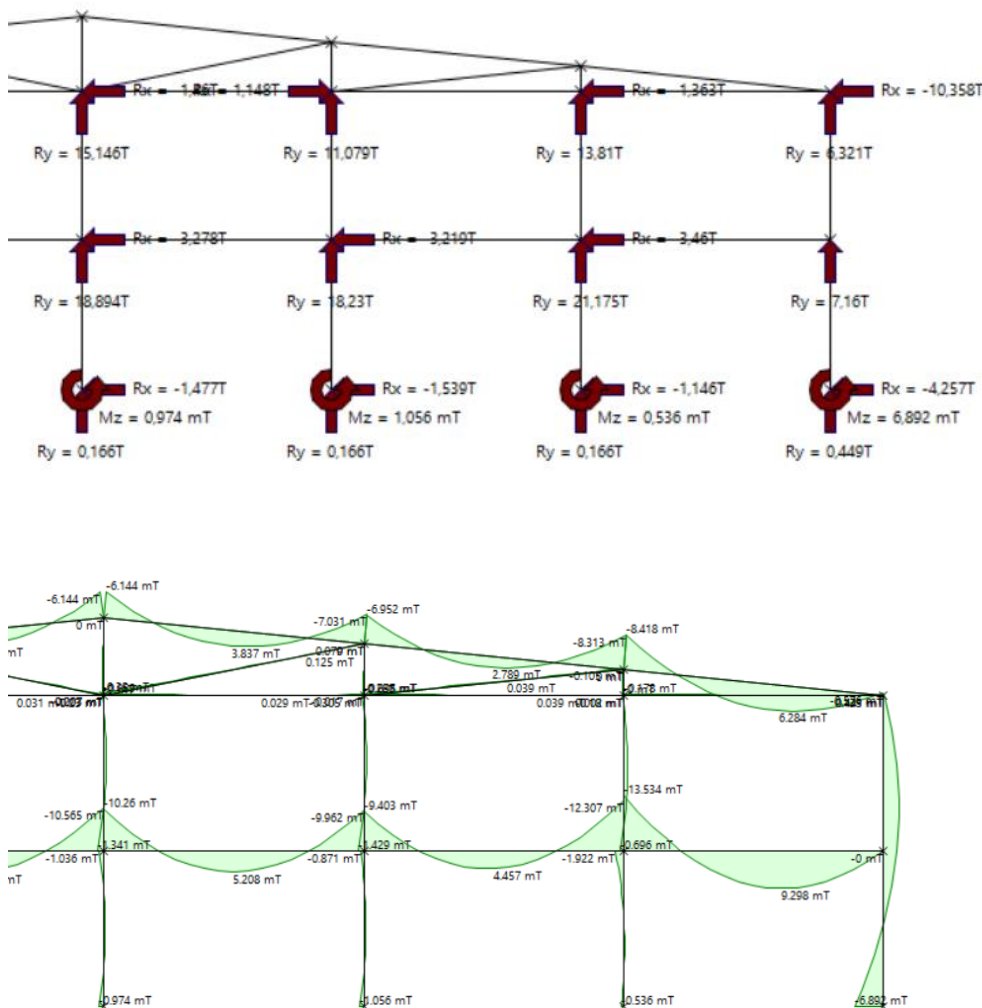 Rx = Rx = 1,148T Rx = -1,363T Rx = -10,358T
Ry = 15,146T Ry = 11,079T Ry = 13,81T Ry = 6,321T
Rx = -3,278T Rx = -3,219T Rx = -3,46T
Ry = 18,894T Ry = 18,23T Ry = 21,175T Ry = 7,16T
Rx = -1,477T Rx = -1,539T Rx = -1,146T Rx = -4,257T
Mz = 0,974 mT Mz = 1,056 mT Mz = 0,536 mT Mz = 6,892 mT
Ry = 0,166T Ry = 0,166T Ry = 0,166T Ry = 0,449T
-6.144 mT -6.144 mT
-7.031 mT -6.952 mT
0 mT
-8.313 mT -8.418 mT
mT 3.837 mT 0.125 mT
2.789 mT
0.031 0.029 0.039 mT 0.039
6.284 mT
-10.565 mT -10.26 mT -9.962 mT -9.403 mT -12.307 mT -13.534 mT
-1.036 mT -0.871 mT -1.922 mT 0.696 mT -0 mT
mT 5.208 mT 4.457 mT 9.298 mT
-0.974 mT -1.056 mT -0.536 mT -6.892 mT